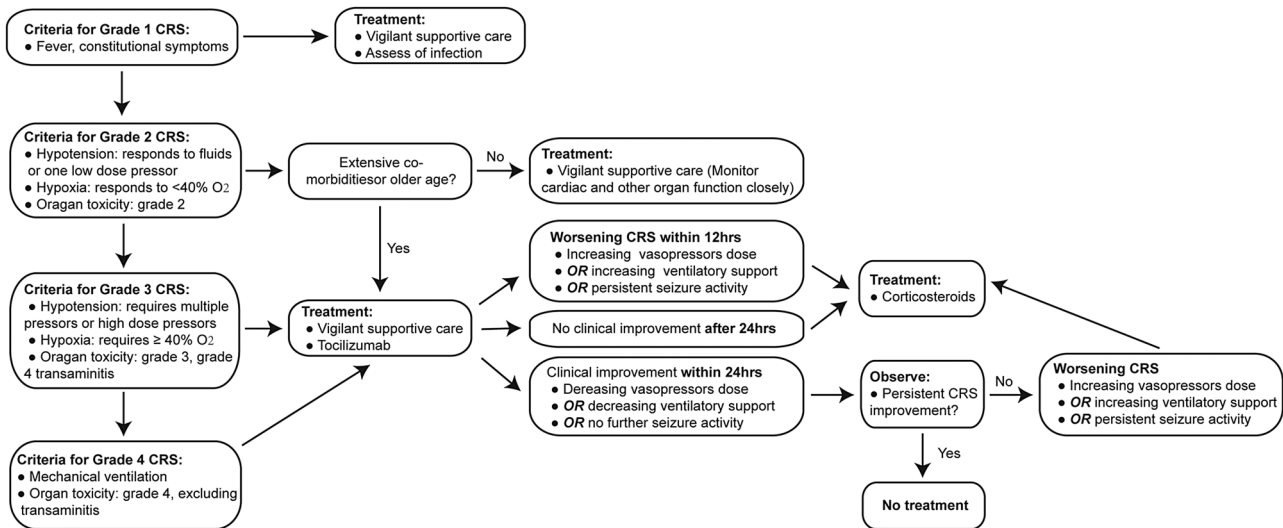 Criteria for Grade 1 CRS:
● Fever, constitutional symptoms
Treatment:
● Vigilant supportive care
● Assess of infection
Criteria for Grade 2 CRS:
● Hypotension: responds to fluids
or one low dose pressor
● Hypoxia: responds to <40% O2
● Oragan toxicity: grade 2
Extensive co-
morbiditiesor older age?
No
Treatment:
● Vigilant supportive care (Monitor
cardiac and other organ function closely)
Yes
Criteria for Grade 3 CRS:
● Hypotension: requires multiple
pressors or high dose pressors
● Hypoxia: requires ≥ 40% O2
● Oragan toxicity: grade 3, grade
4 transaminitis
Treatment:
● Vigilant supportive care
● Tocilizumab
Worsening CRS within 12hrs
● Increasing vasopressors dose
● OR increasing ventilatory support
● OR persistent seizure activity
No clinical improvement after 24hrs
Clinical improvement within 24hrs
● Dereasing vasopressors dose
● OR decreasing ventilatory support
● OR no further seizure activity
Treatment:
● Corticosteroids
Observe:
● Persistent CRS
improvement?
No
Worsening CRS
● Increasing vasopressors dose
● OR increasing ventilatory support
● OR persistent seizure activity
Yes
No treatment
Criteria for Grade 4 CRS:
● Mechanical ventilation
● Organ toxicity: grade 4, excluding
transaminitis